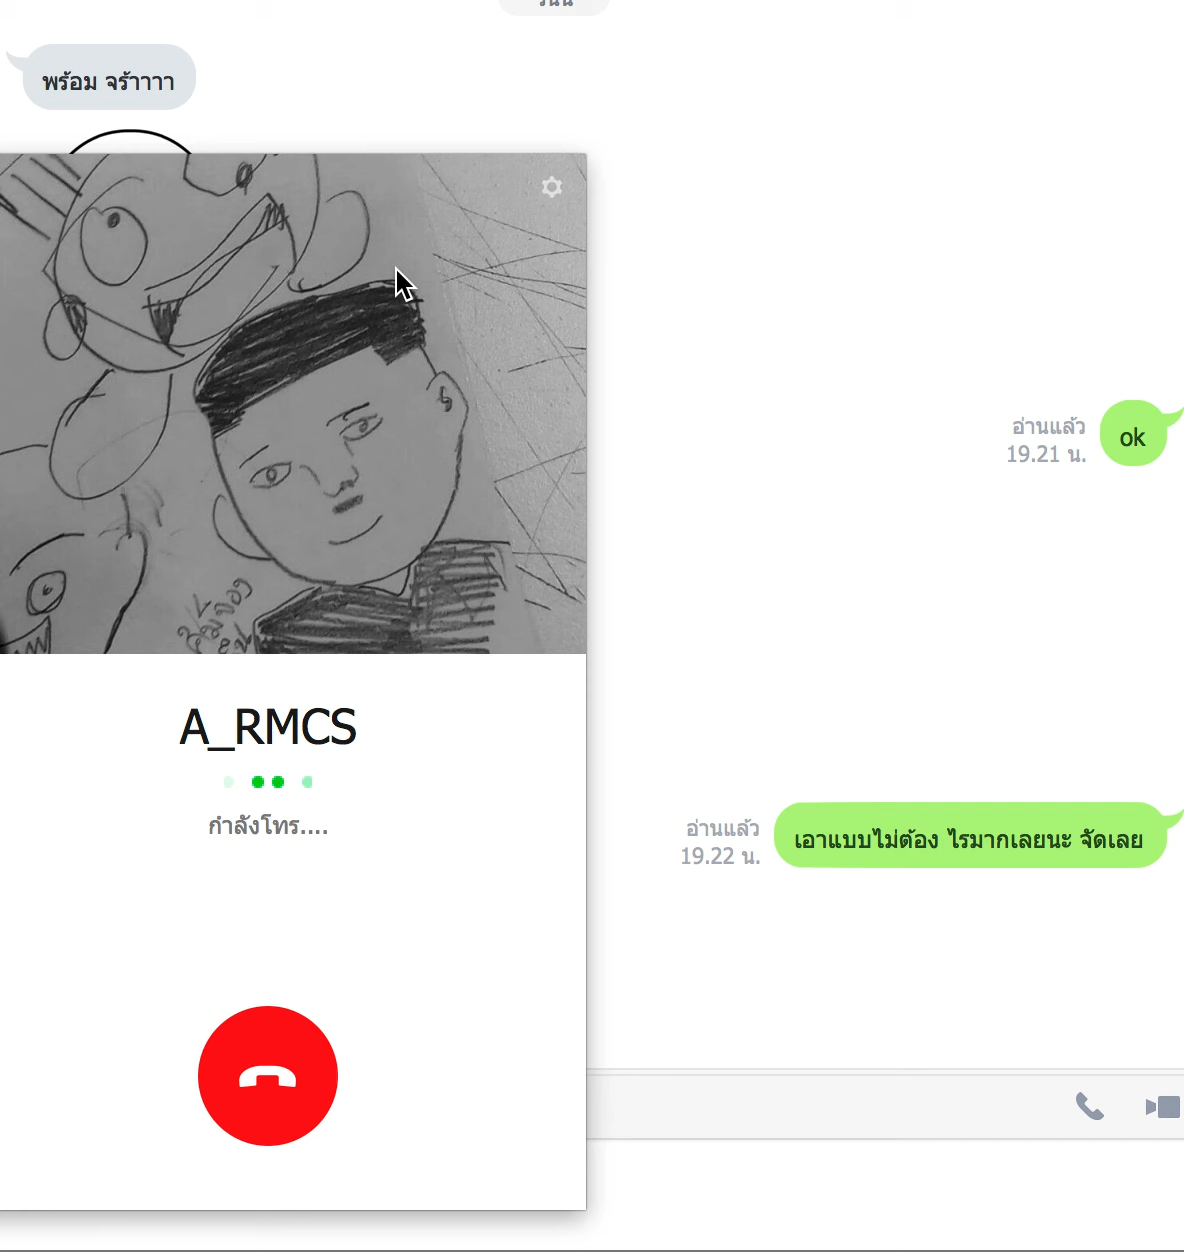 วันนี้
พร้อม จร้าาาา
อ่านแล้ว
19.21 น.
ok
A_RMCS
กำลังโทร....
อ่านแล้ว
19.22 น.
เอาแบบไม่ต้อง ไรมากเลยนะ จัดเลย